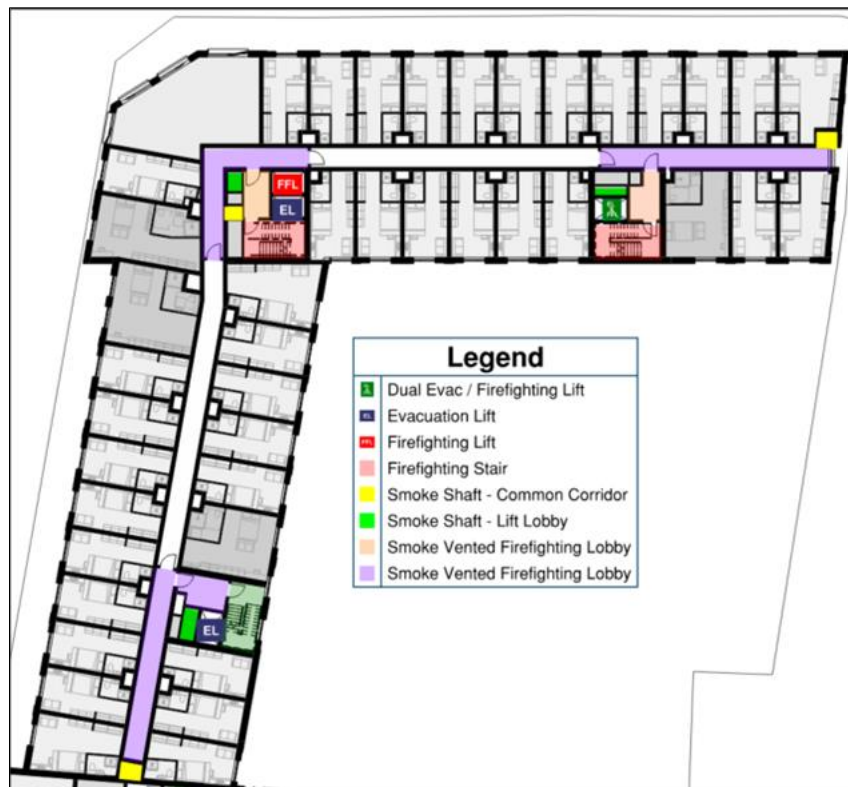 FFL
EL
Legend
Dual Evac / Firefighting Lift
EL Evacuation Lift
FFL Firefighting Lift
Firefighting Stair
Smoke Shaft - Common Corridor
Smoke Shaft - Lift Lobby
Smoke Vented Firefighting Lobby
Smoke Vented Firefighting Lobby
EL